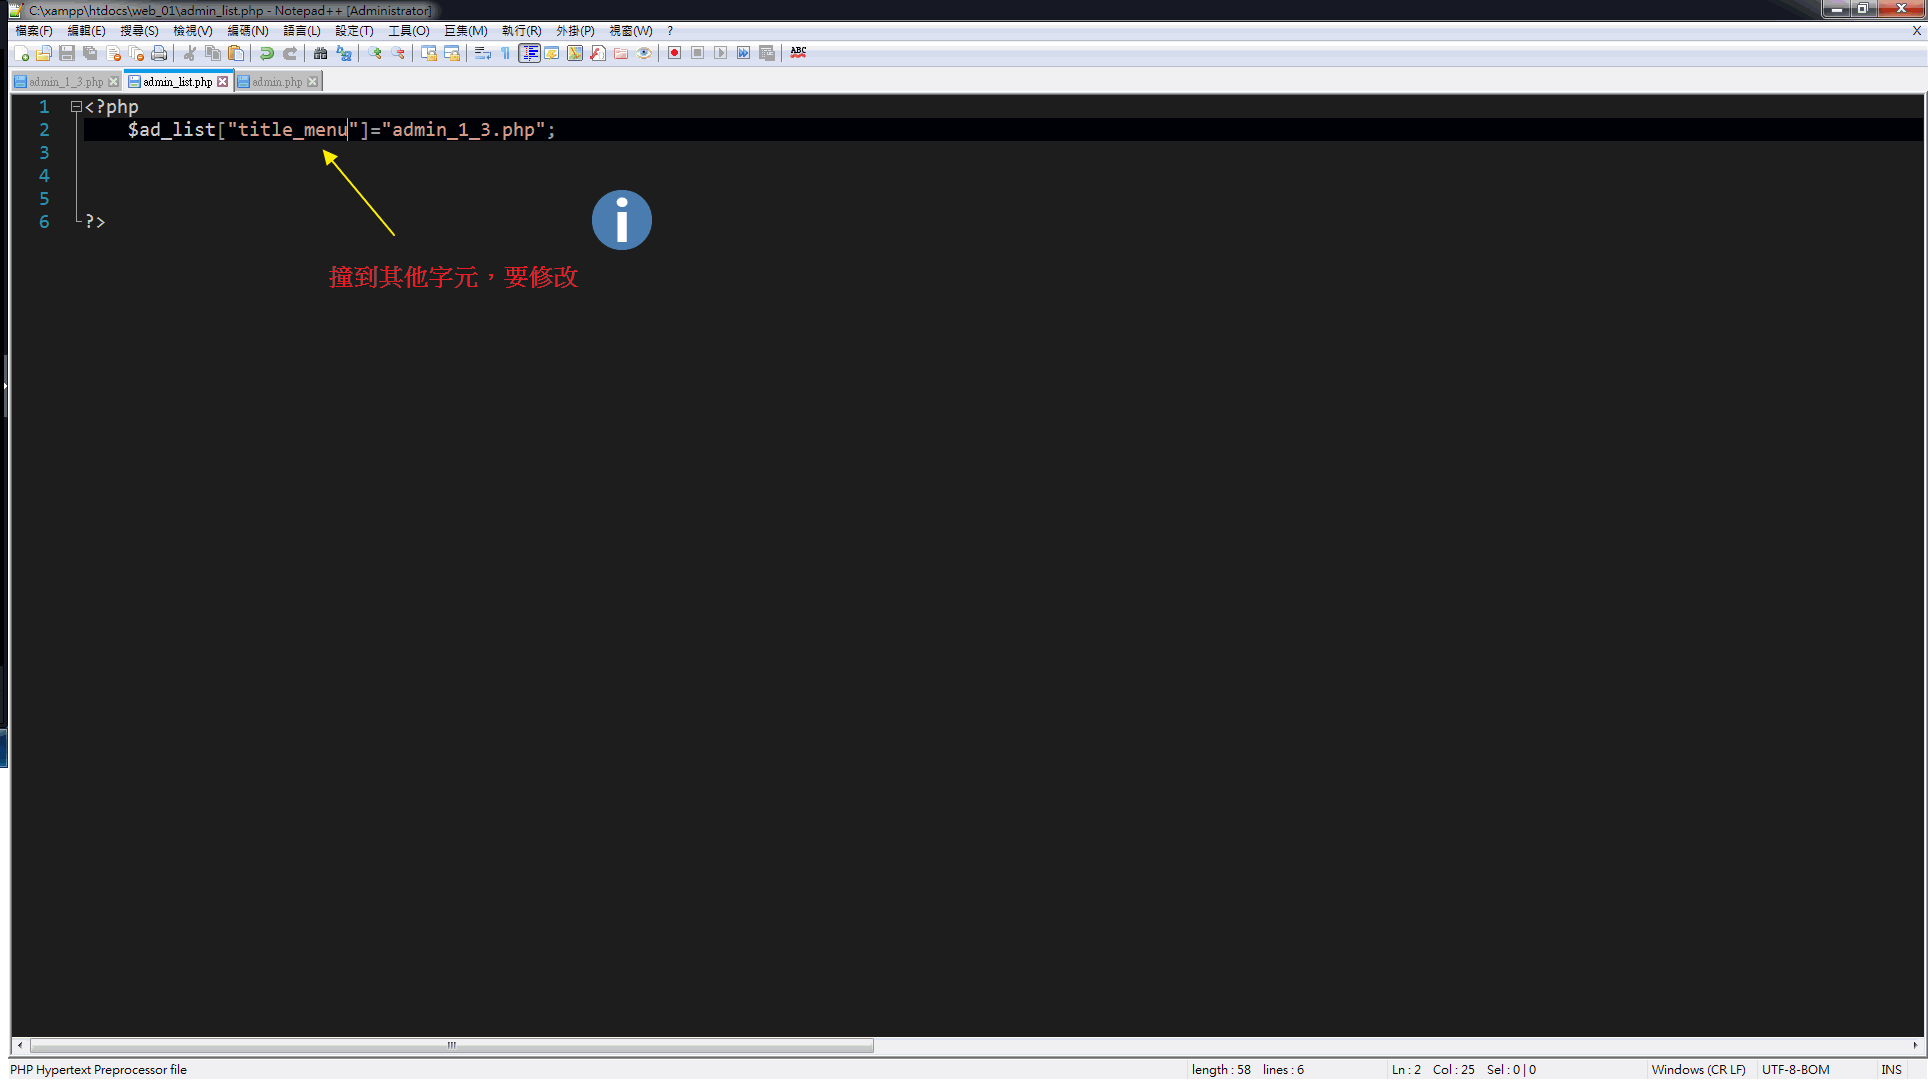 C:\xampp\htdocs\web_01\admin_list.php - Notepad++ [Administrator]
檔案(F) 編輯(E) 搜尋(S) 檢視(V) 編碼(N) 語言(L) 設定(T) 工具(O) 巨集(M) 執行(R) 外掛(P) 視窗(W) ? X
ABC
admin_1_3.php admin_list.php admin.php
1 <?php
2 $ad_list["title_menu"]="admin_1_3.php";
3
4
5
6 ?>
撞到其他字元，要修改
PHP Hypertext Preprocessor file length : 58 lines : 6 Ln : 2 Col : 25 Sel : 0 | 0 Windows (CR LF) UTF-8-BOM INS